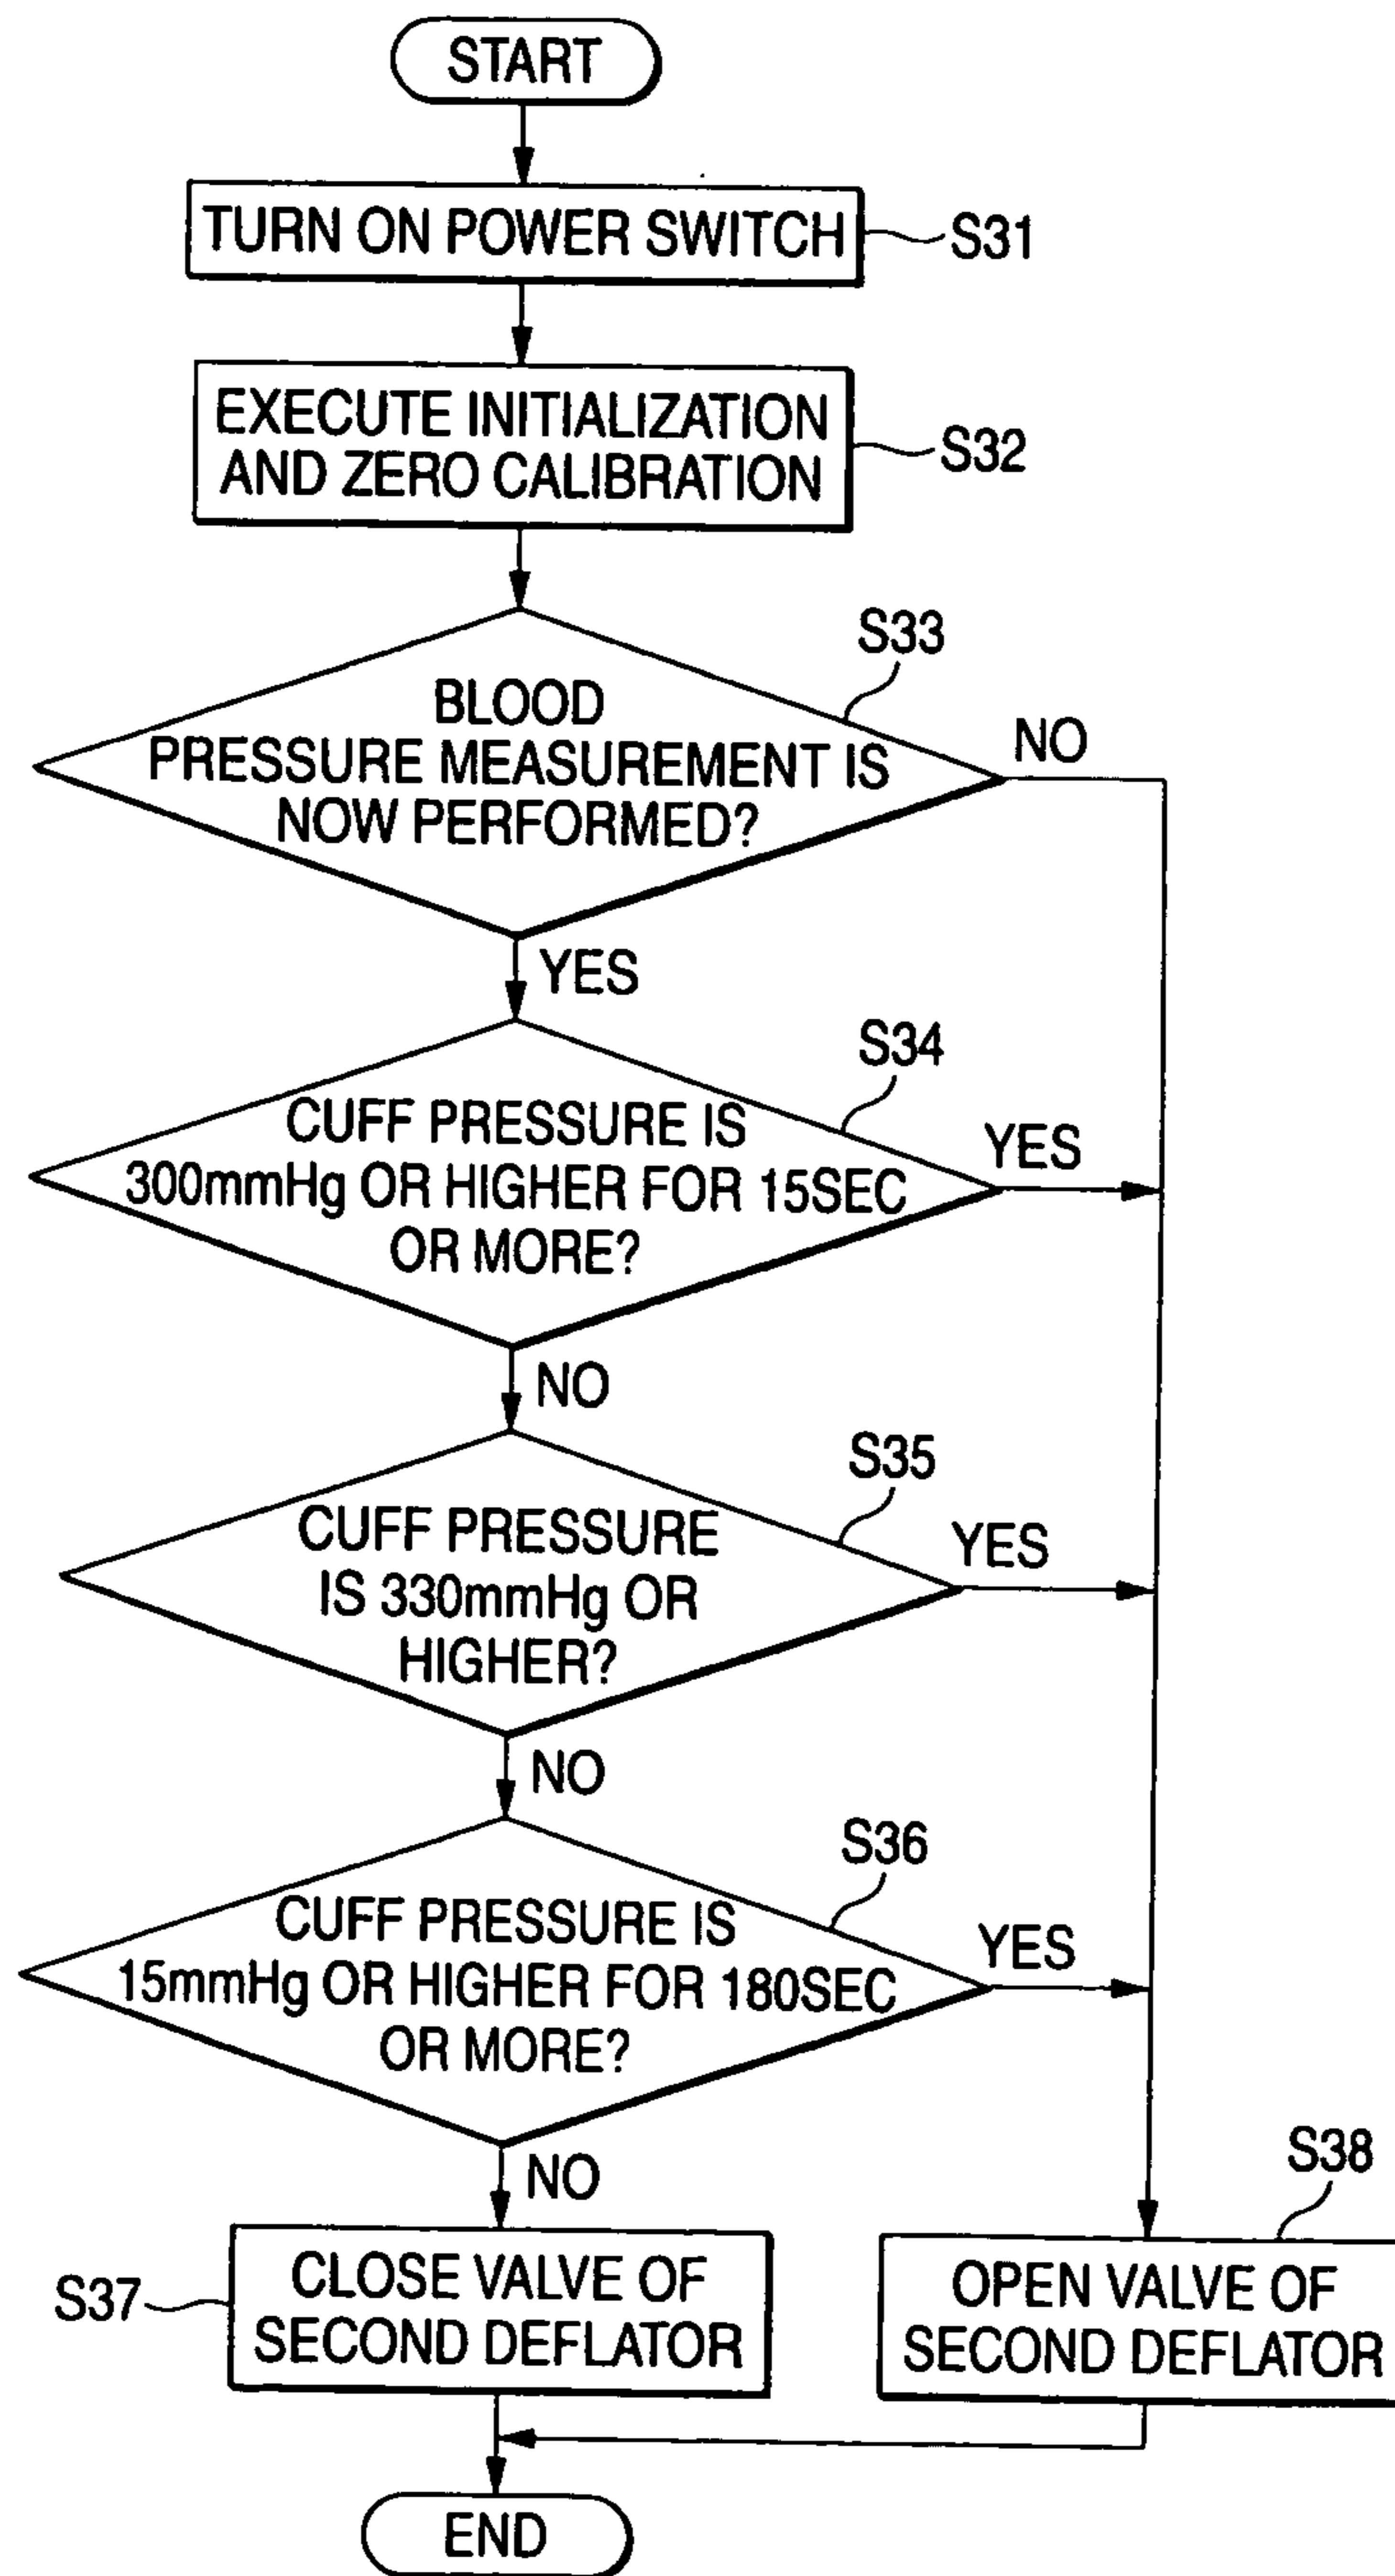 START
TURN ON POWER SWITCH
S31
EXECUTE INITIALIZATION
AND ZERO CALIBRATION
S32
S33
BLOOD
PRESSURE MEASUREMENT IS
NOW PERFORMED?
NO
YES
S34
CUFF PRESSURE IS
300mmHg OR HIGHER FOR 15SEC
OR MORE?
YES
NO
S35
CUFF PRESSURE
IS 330mmHg OR
HIGHER?
YES
NO
S36
CUFF PRESSURE IS
15mmHg OR HIGHER FOR 180SEC
OR MORE?
YES
NO
S37
CLOSE VALVE OF
SECOND DEFLATOR
S38
OPEN VALVE OF
SECOND DEFLATOR
END